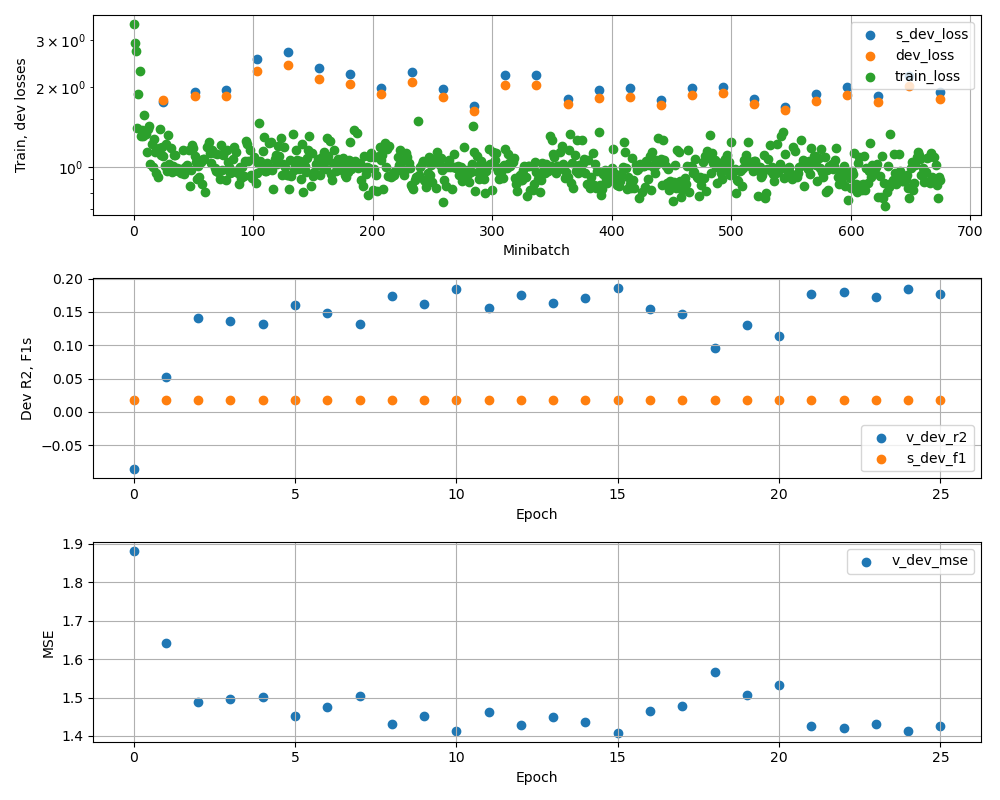 3 × 10⁰
2 × 10⁰
10⁰
Train, dev losses
s_dev_loss
dev_loss
train_loss
0 100 200 300 400 500 600 700
Minibatch
0.20
0.15
0.10
0.05
0.00
−0.05
Dev R2, F1s
v_dev_r2
s_dev_f1
0 5 10 15 20 25
Epoch
1.9
1.8
1.7
1.6
1.5
1.4
MSE
v_dev_mse
0 5 10 15 20 25
Epoch